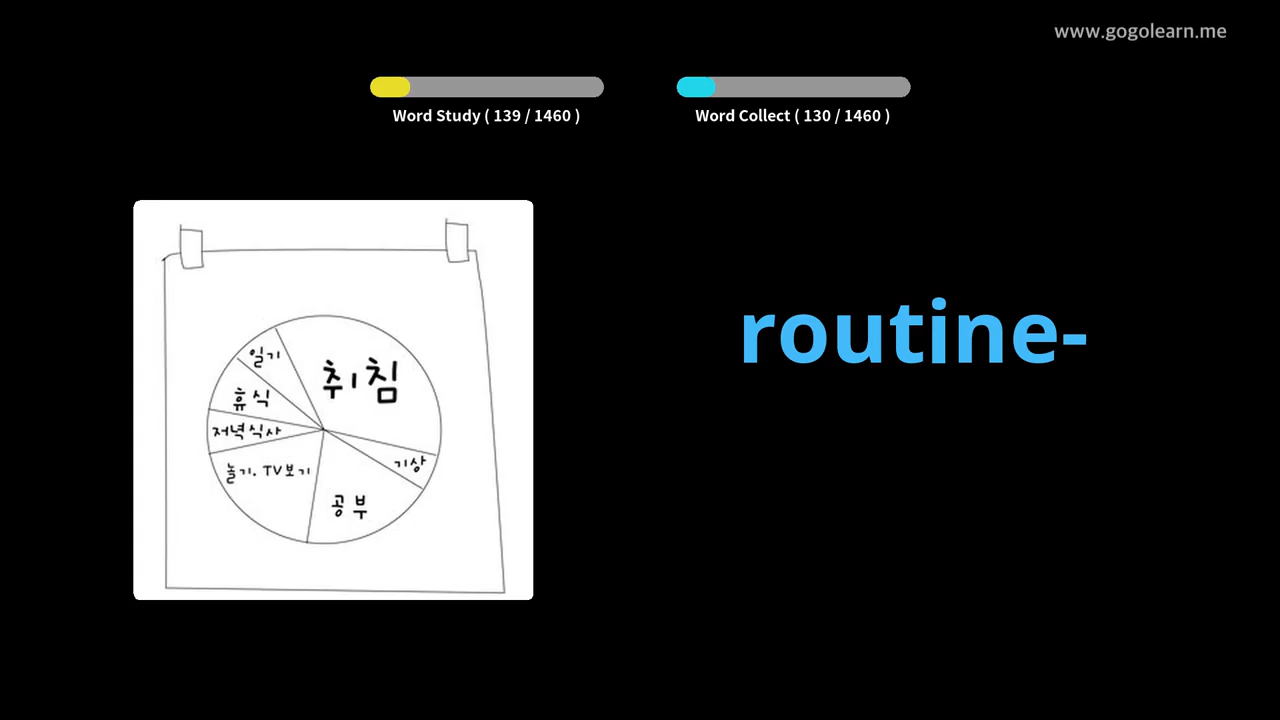 www.gogolearn.me
Word Study ( 139 / 1460 )
Word Collect ( 130 / 1460 )
일기
취침
휴식
저녁식사
놀기. TV보기
기상
공부
routine-